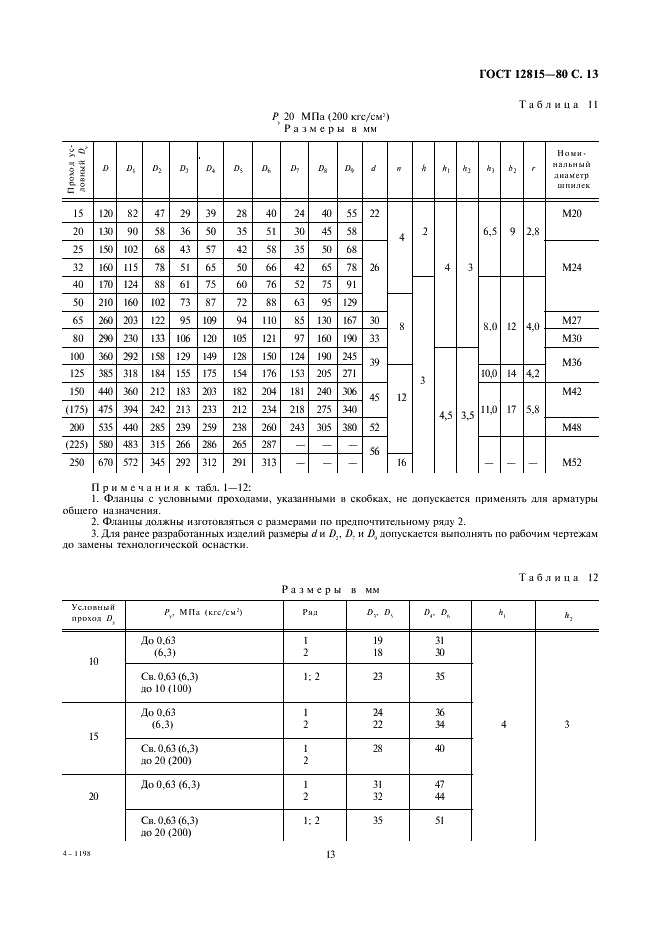 ГОСТ 12815—80 С. 13
Таблица 11
Pу 20 МПа (200 кгс/см²)
Размеры в мм
Проход условный Dу D D1 D2 D3 D4 D5 D6 D7 D8 D9 d n h h1 h2 h3 h2 r Номинальный диаметр шпилек
15 120 82 47 29 39 28 40 24 40 55 22 4 2 4 3 6,5 9 2,8 М20
20 130 90 58 36 50 35 51 30 45 58
25 150 102 68 43 57 42 58 35 50 68 26 М24
32 160 115 78 51 65 50 66 42 65 78
40 170 124 88 61 75 60 76 52 75 91 3 8.0 12 4,0
50 210 160 102 73 87 72 88 63 95 129 8
65 260 203 122 95 109 94 110 85 130 167 30 М27
80 290 230 133 106 120 105 121 97 160 190 33 М30
100 360 292 158 129 149 128 150 124 190 245 39 4,5 3,5 М36
125 385 318 184 155 175 154 176 153 205 271 12 10,0 14 4,2
150 440 360 212 183 203 182 204 181 240 306 45 11,0 17 5,8 М42
(175) 475 394 242 213 233 212 234 218 275 340
200 535 440 285 239 259 238 260 243 305 380 52 М48
(225) 580 483 315 266 286 265 287 — — — 56 — — — М52
250 670 572 345 292 312 291 313 — — — 16
Примечания к табл. 1—12:
1. Фланцы с условными проходами, указанными в скобках, не допускается применять для арматуры
общего назначения.
2. Фланцы должны изготовляться с размерами по предпочтительному ряду 2.
3. Для ранее разработанных изделий размеры d и D2, D7 и D9 допускается выполнять по рабочим чертежам
до замены технологической оснастки.
Таблица 12
Размеры в мм
Условный проход Dу Pу, МПа (кгс/см²) Ряд D3, D5 D4, D6 h1 h2
10 До 0,63 1 19 31 4 3
(6,3) 2 18 30
Св. 0,63 (6,3) 1; 2 23 35
до 10 (100)
15 До 0,63 1 24 36
(6,3) 2 22 34
Св. 0,63 (6,3) 1 28 40
до 20 (200) 2
20 До 0,63 (6,3) 1 31 47
2 32 44
Св. 0,63 (6,3) 1; 2 35 51
до 20 (200)
4–1198
13